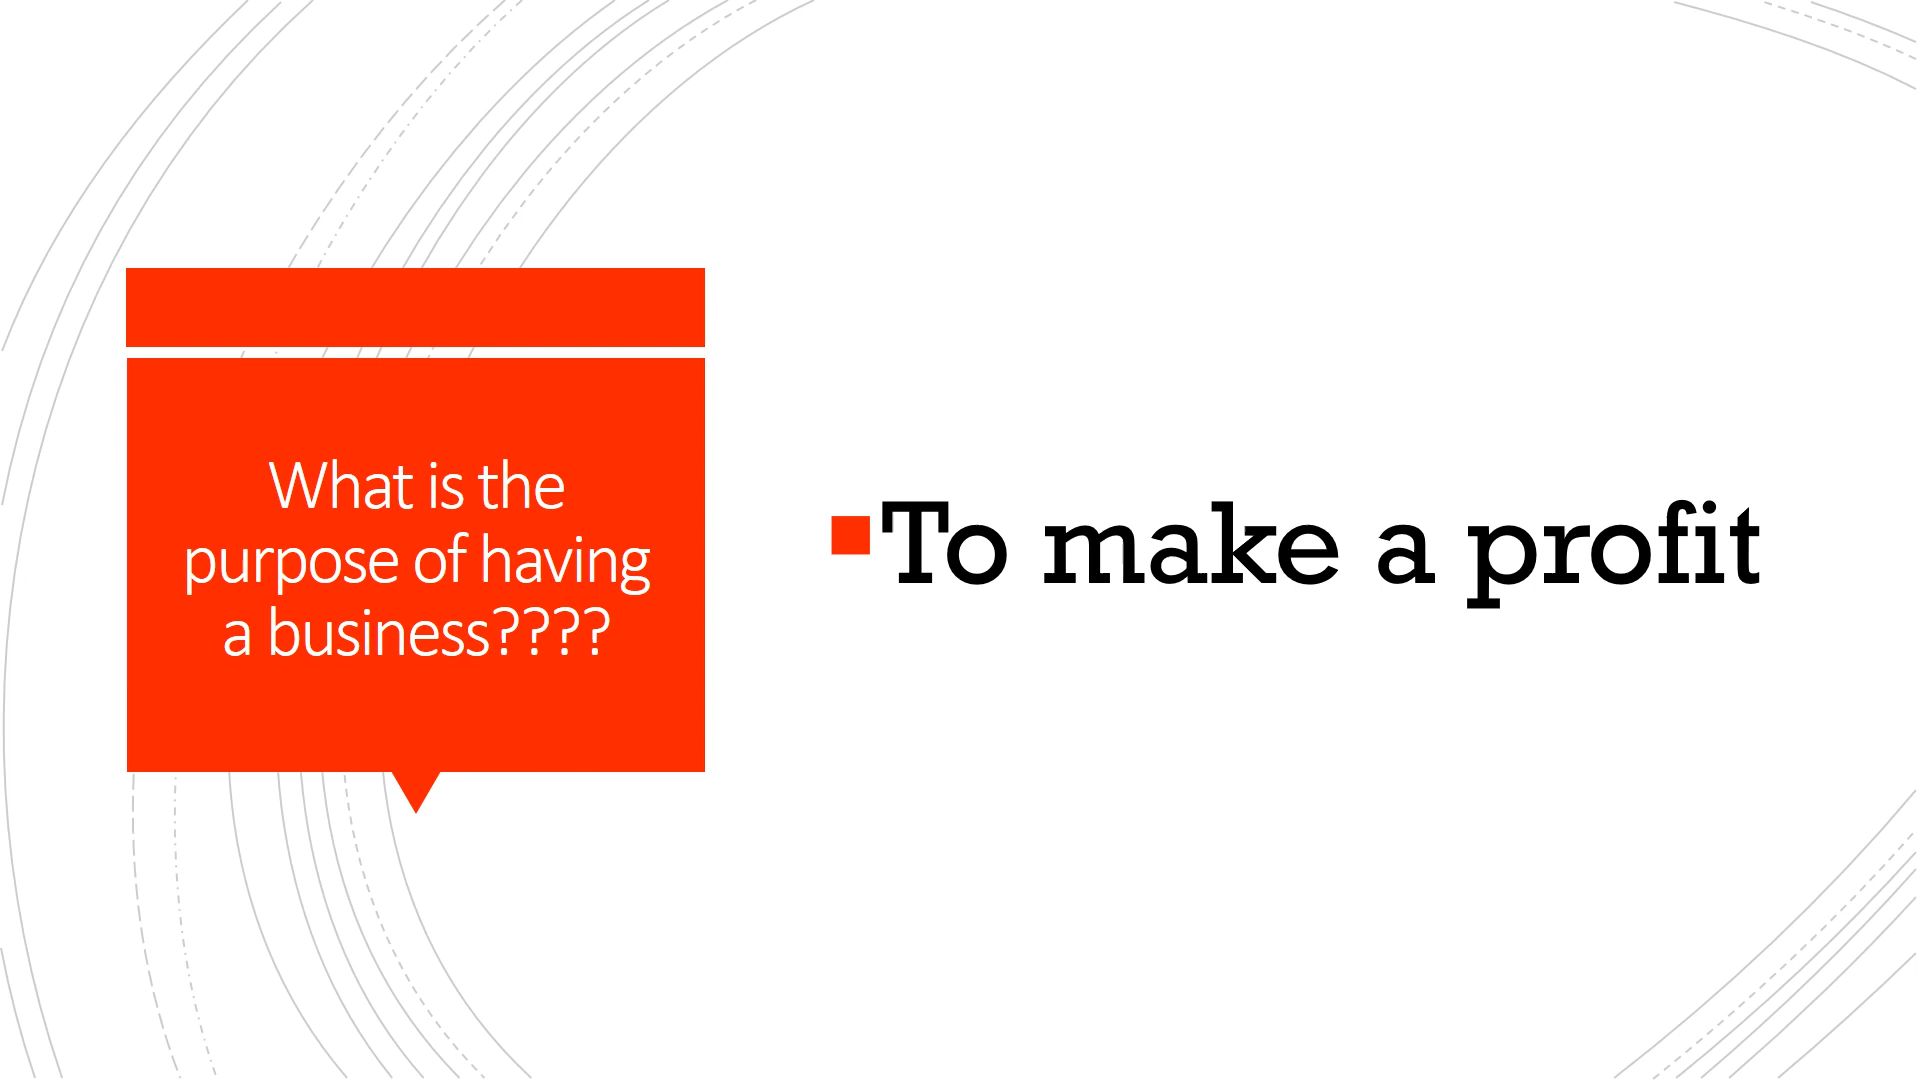 What is the
purpose of having
a business????
To make a profit